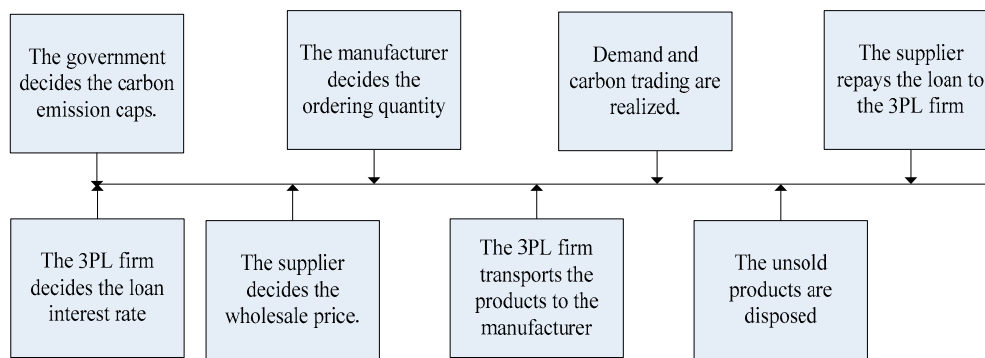 The government
decides the carbon
emission caps.
The manufacturer
decides the
ordering quantity
Demand and
carbon trading are
realized.
The supplier
repays the loan to
the 3PL firm
The 3PL firm
decides the loan
interest rate
The supplier
decides the
wholesale price.
The 3PL firm
transports the
products to the
manufacturer
The unsold
products are
disposed